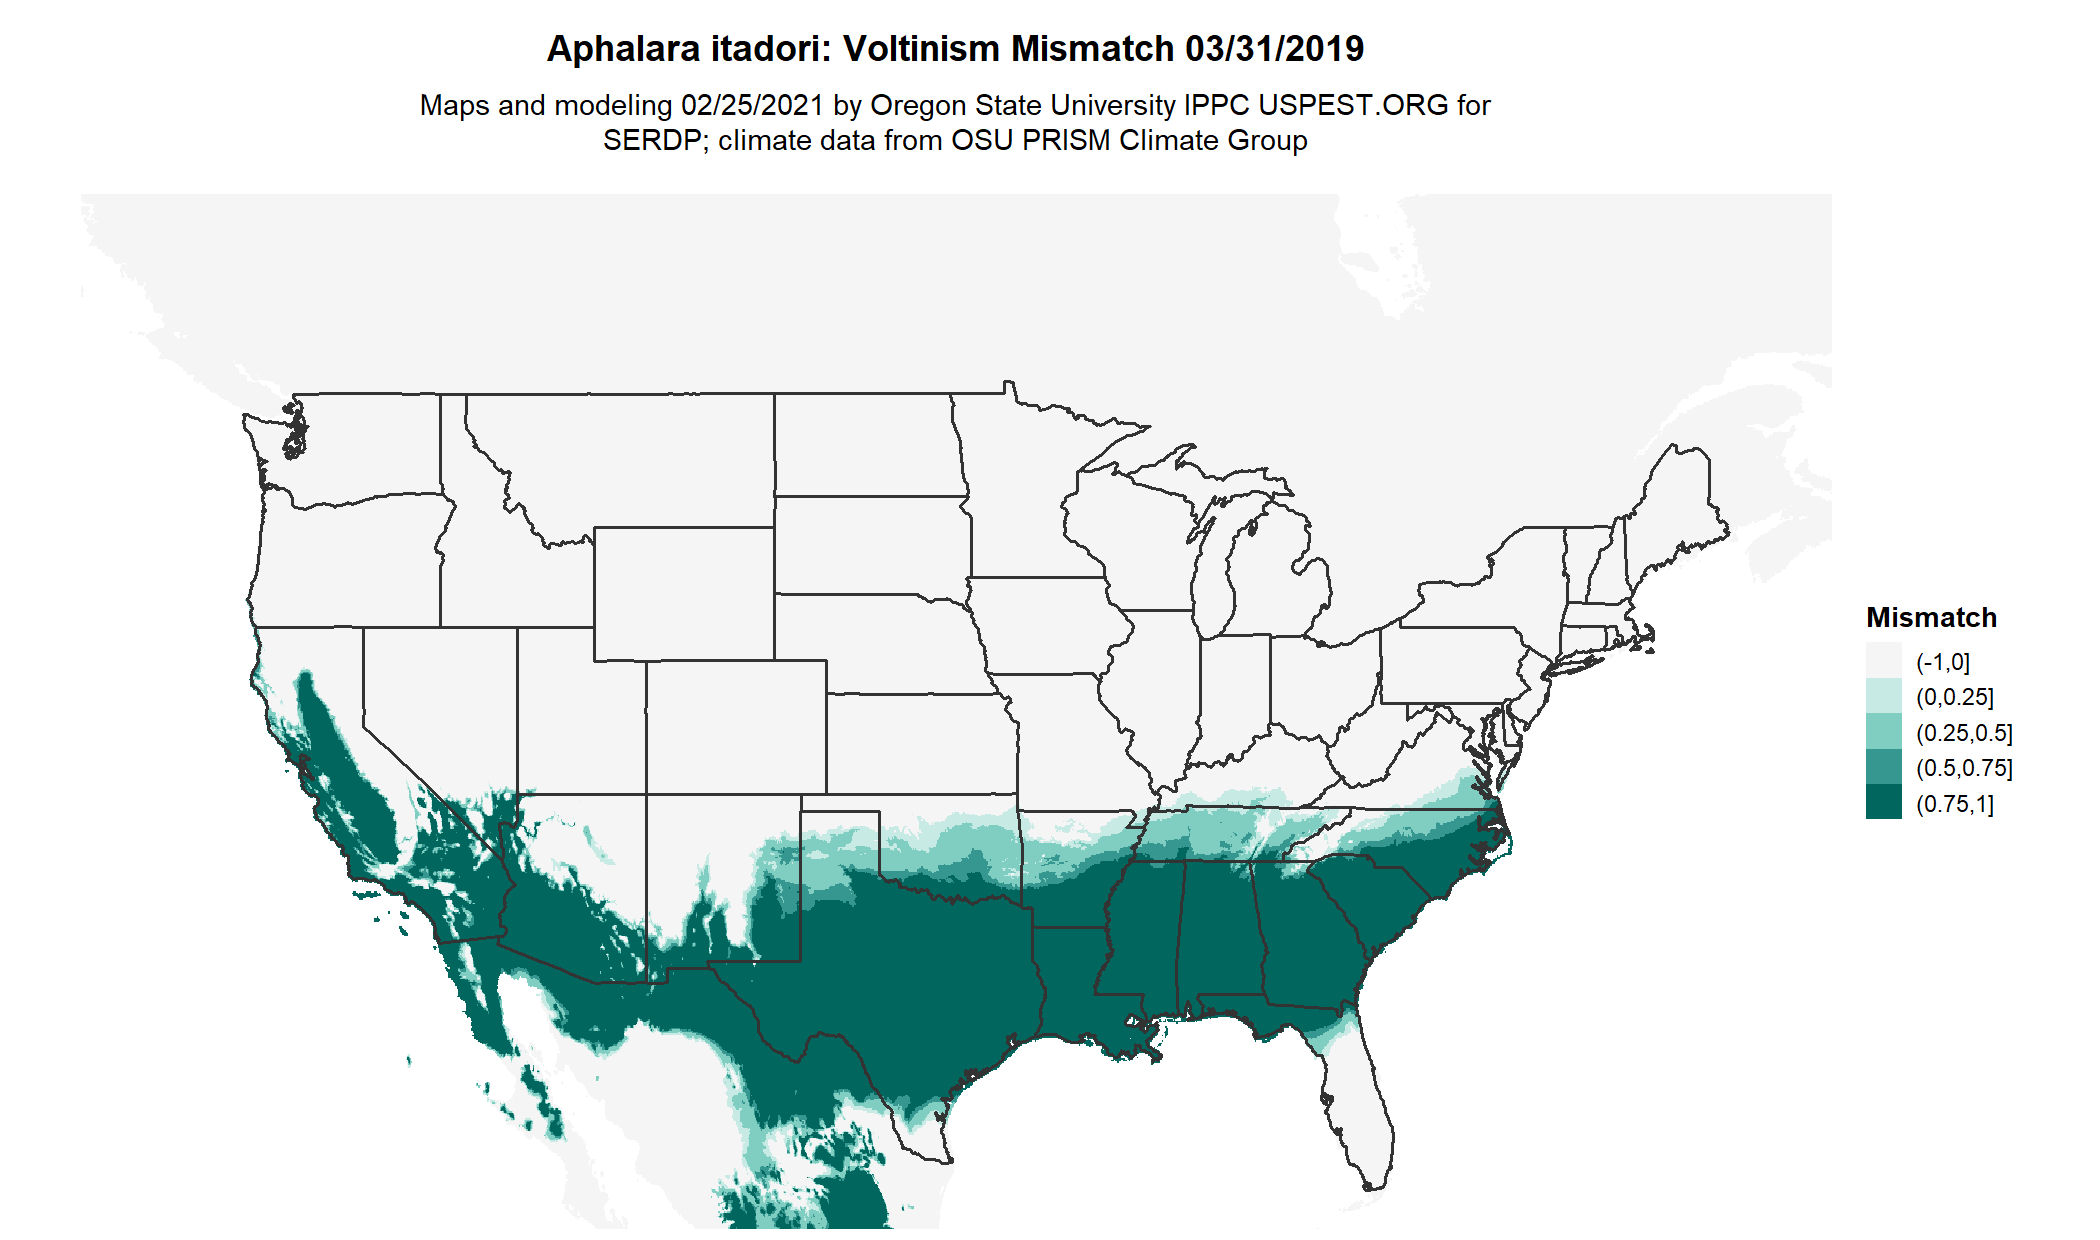 Aphalara itadori: Voltinism Mismatch 03/31/2019
Maps and modeling 02/25/2021 by Oregon State University IPPC USPEST.ORG for
SERDP; climate data from OSU PRISM Climate Group
Mismatch
(-1,0]
(0,0.25]
(0.25,0.5]
(0.5,0.75]
(0.75,1]